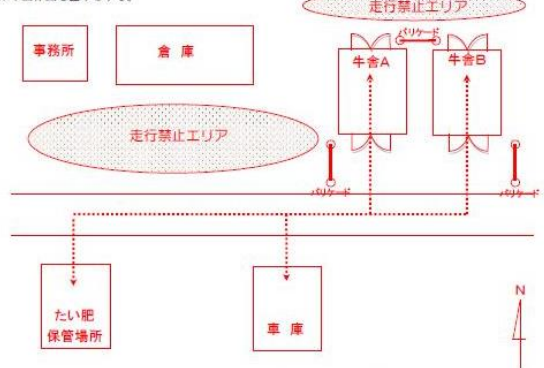 走行禁止エリア
バリケード
事務所
倉 庫
牛舎A
牛舎B
走行禁止エリア
バリケード
バリケード
たい肥
保管場所
車 庫
N